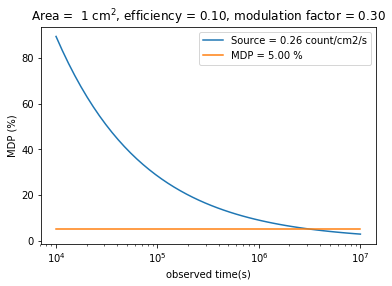 Area =  1 cm², efficiency = 0.10, modulation factor = 0.30
Source = 0.26 count/cm2/s
MDP = 5.00 %
MDP (%)
80
60
40
20
0
10⁴ 10⁵ 10⁶ 10⁷
observed time(s)